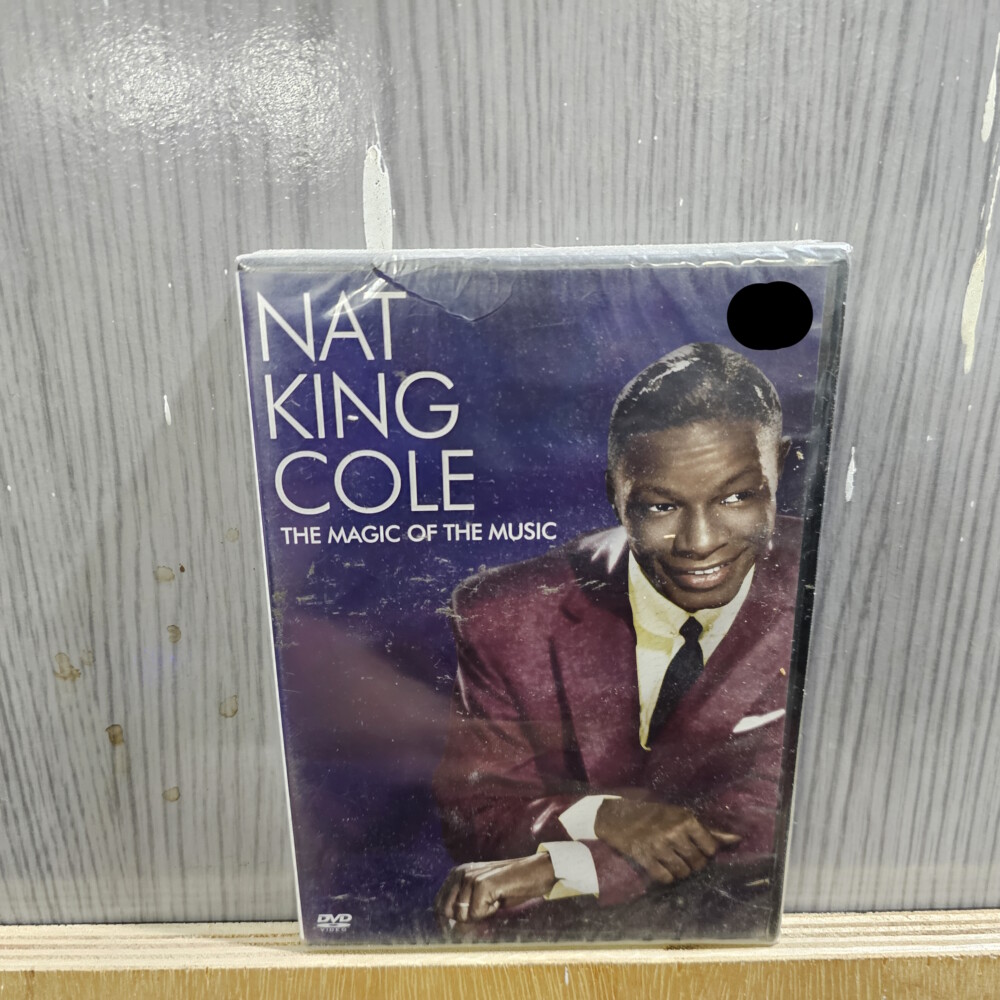 NAT
KING
COLE
THE MAGIC OF THE MUSIC
DVD
VIDEO